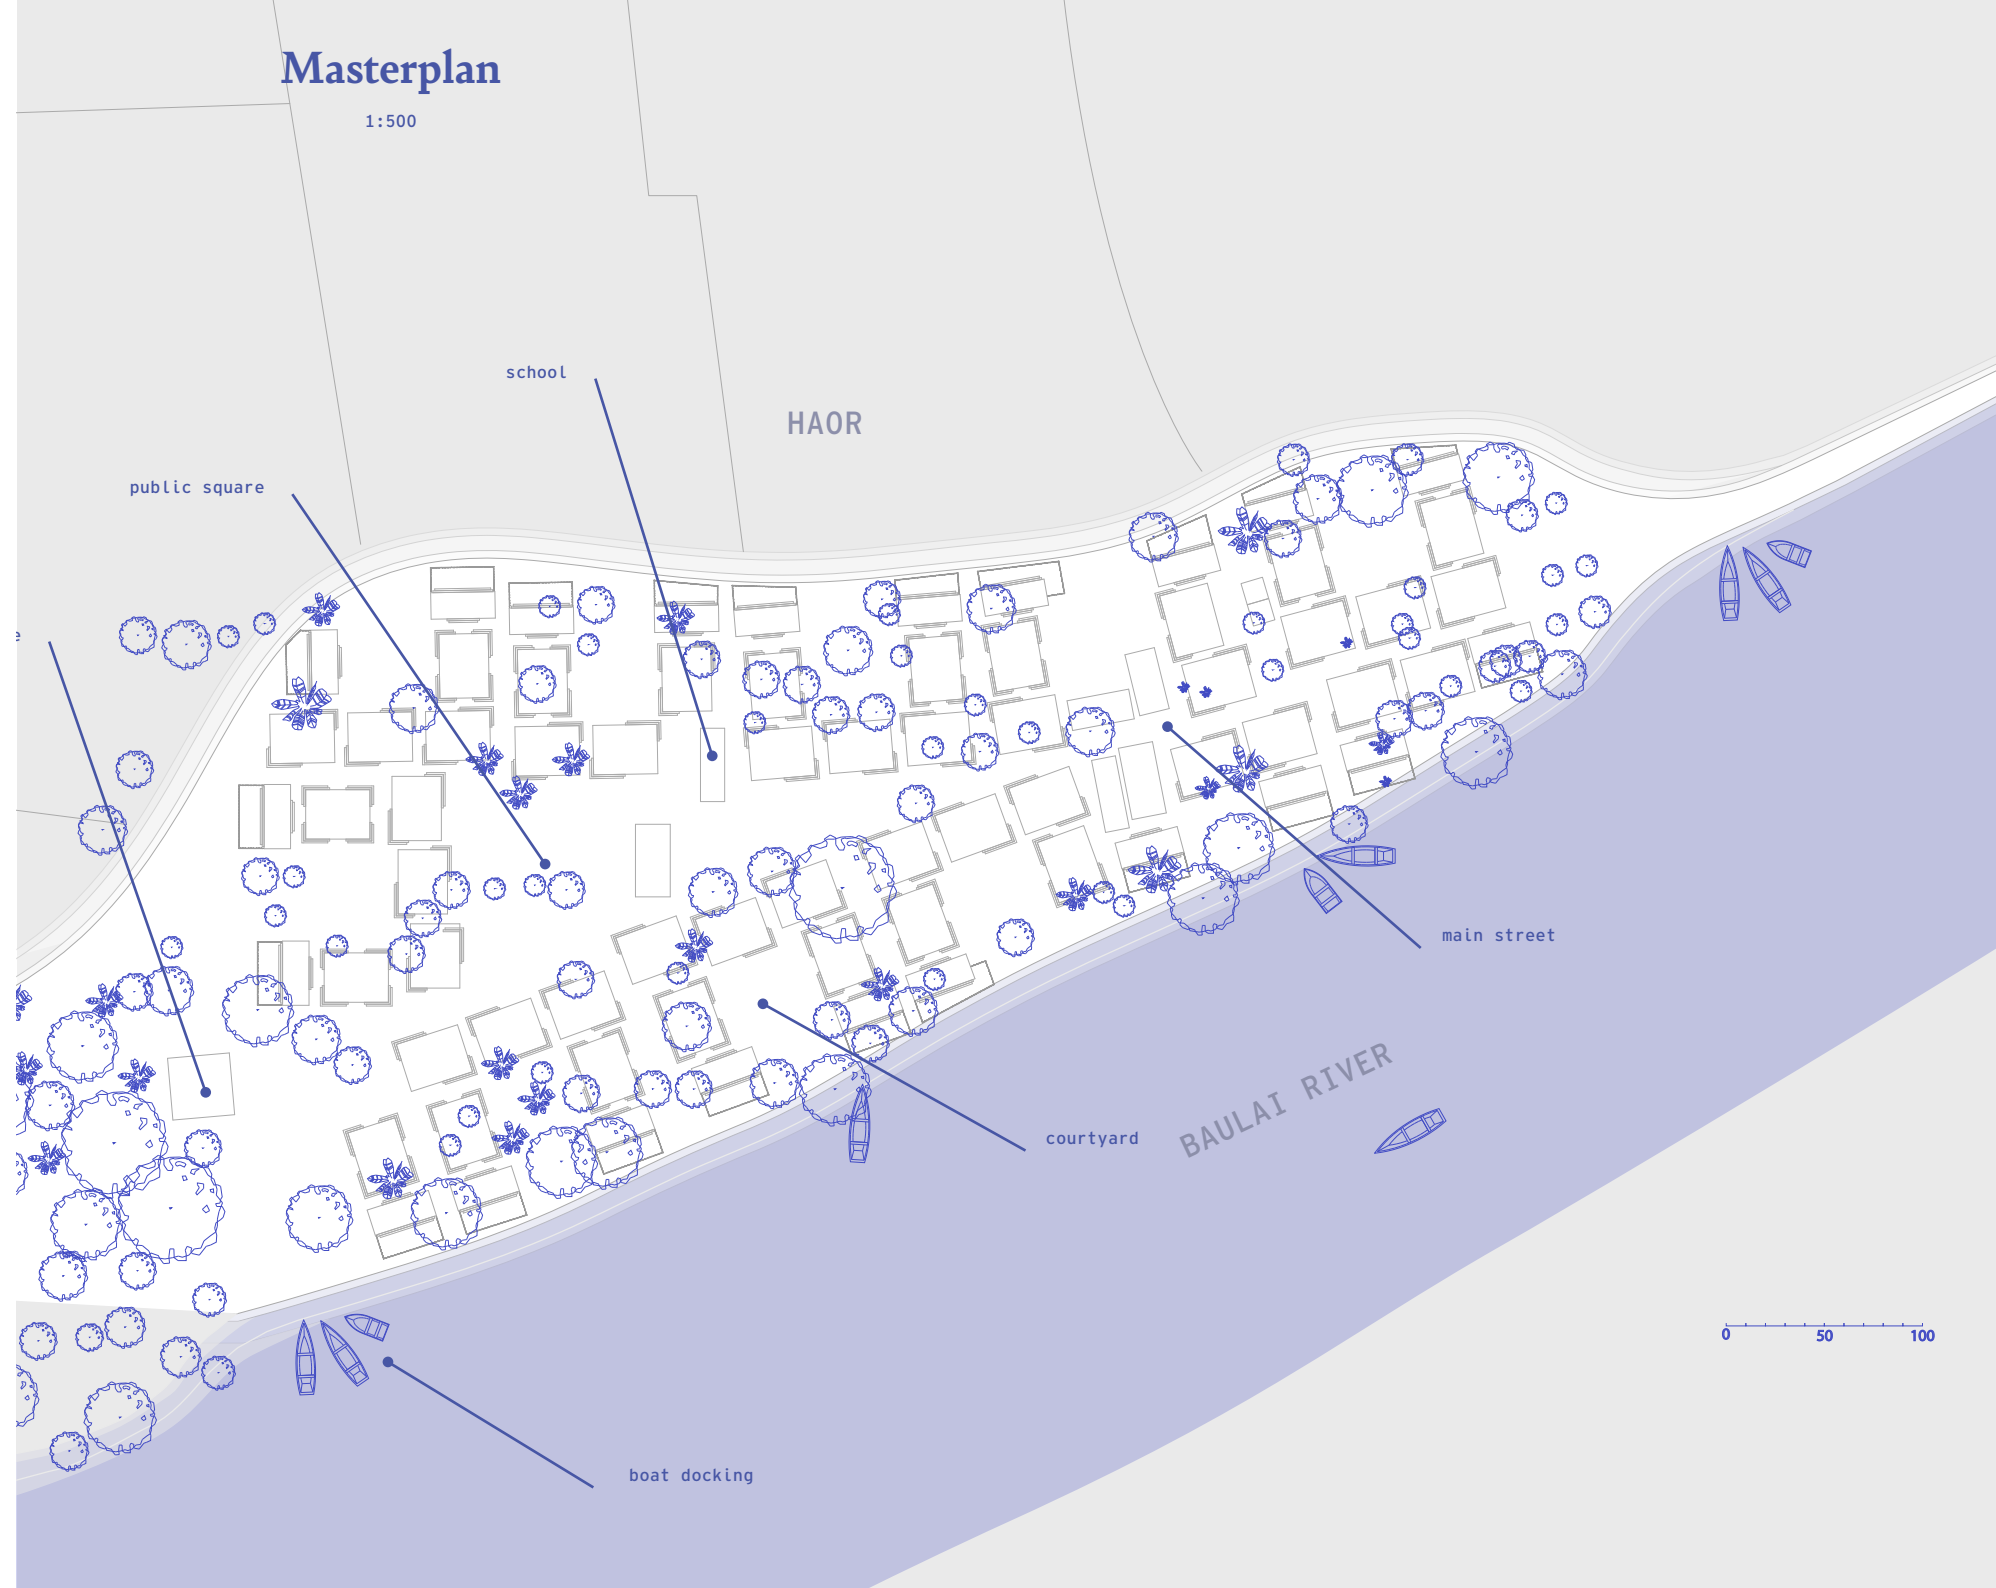 Masterplan
1:500
school
HAOR
public square
main street
BAULAI RIVER
courtyard
0 50 100
boat docking